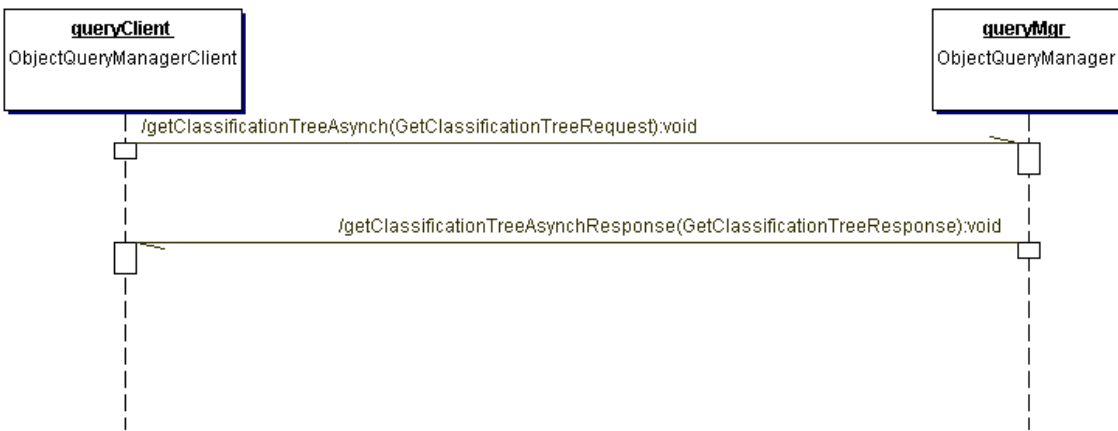 queryClient
ObjectQueryManagerClient
queryMgr
ObjectQueryManager
/getClassificationTreeAsynch(GetClassificationTreeRequest):void
/getClassificationTreeAsynchResponse(GetClassificationTreeResponse):void